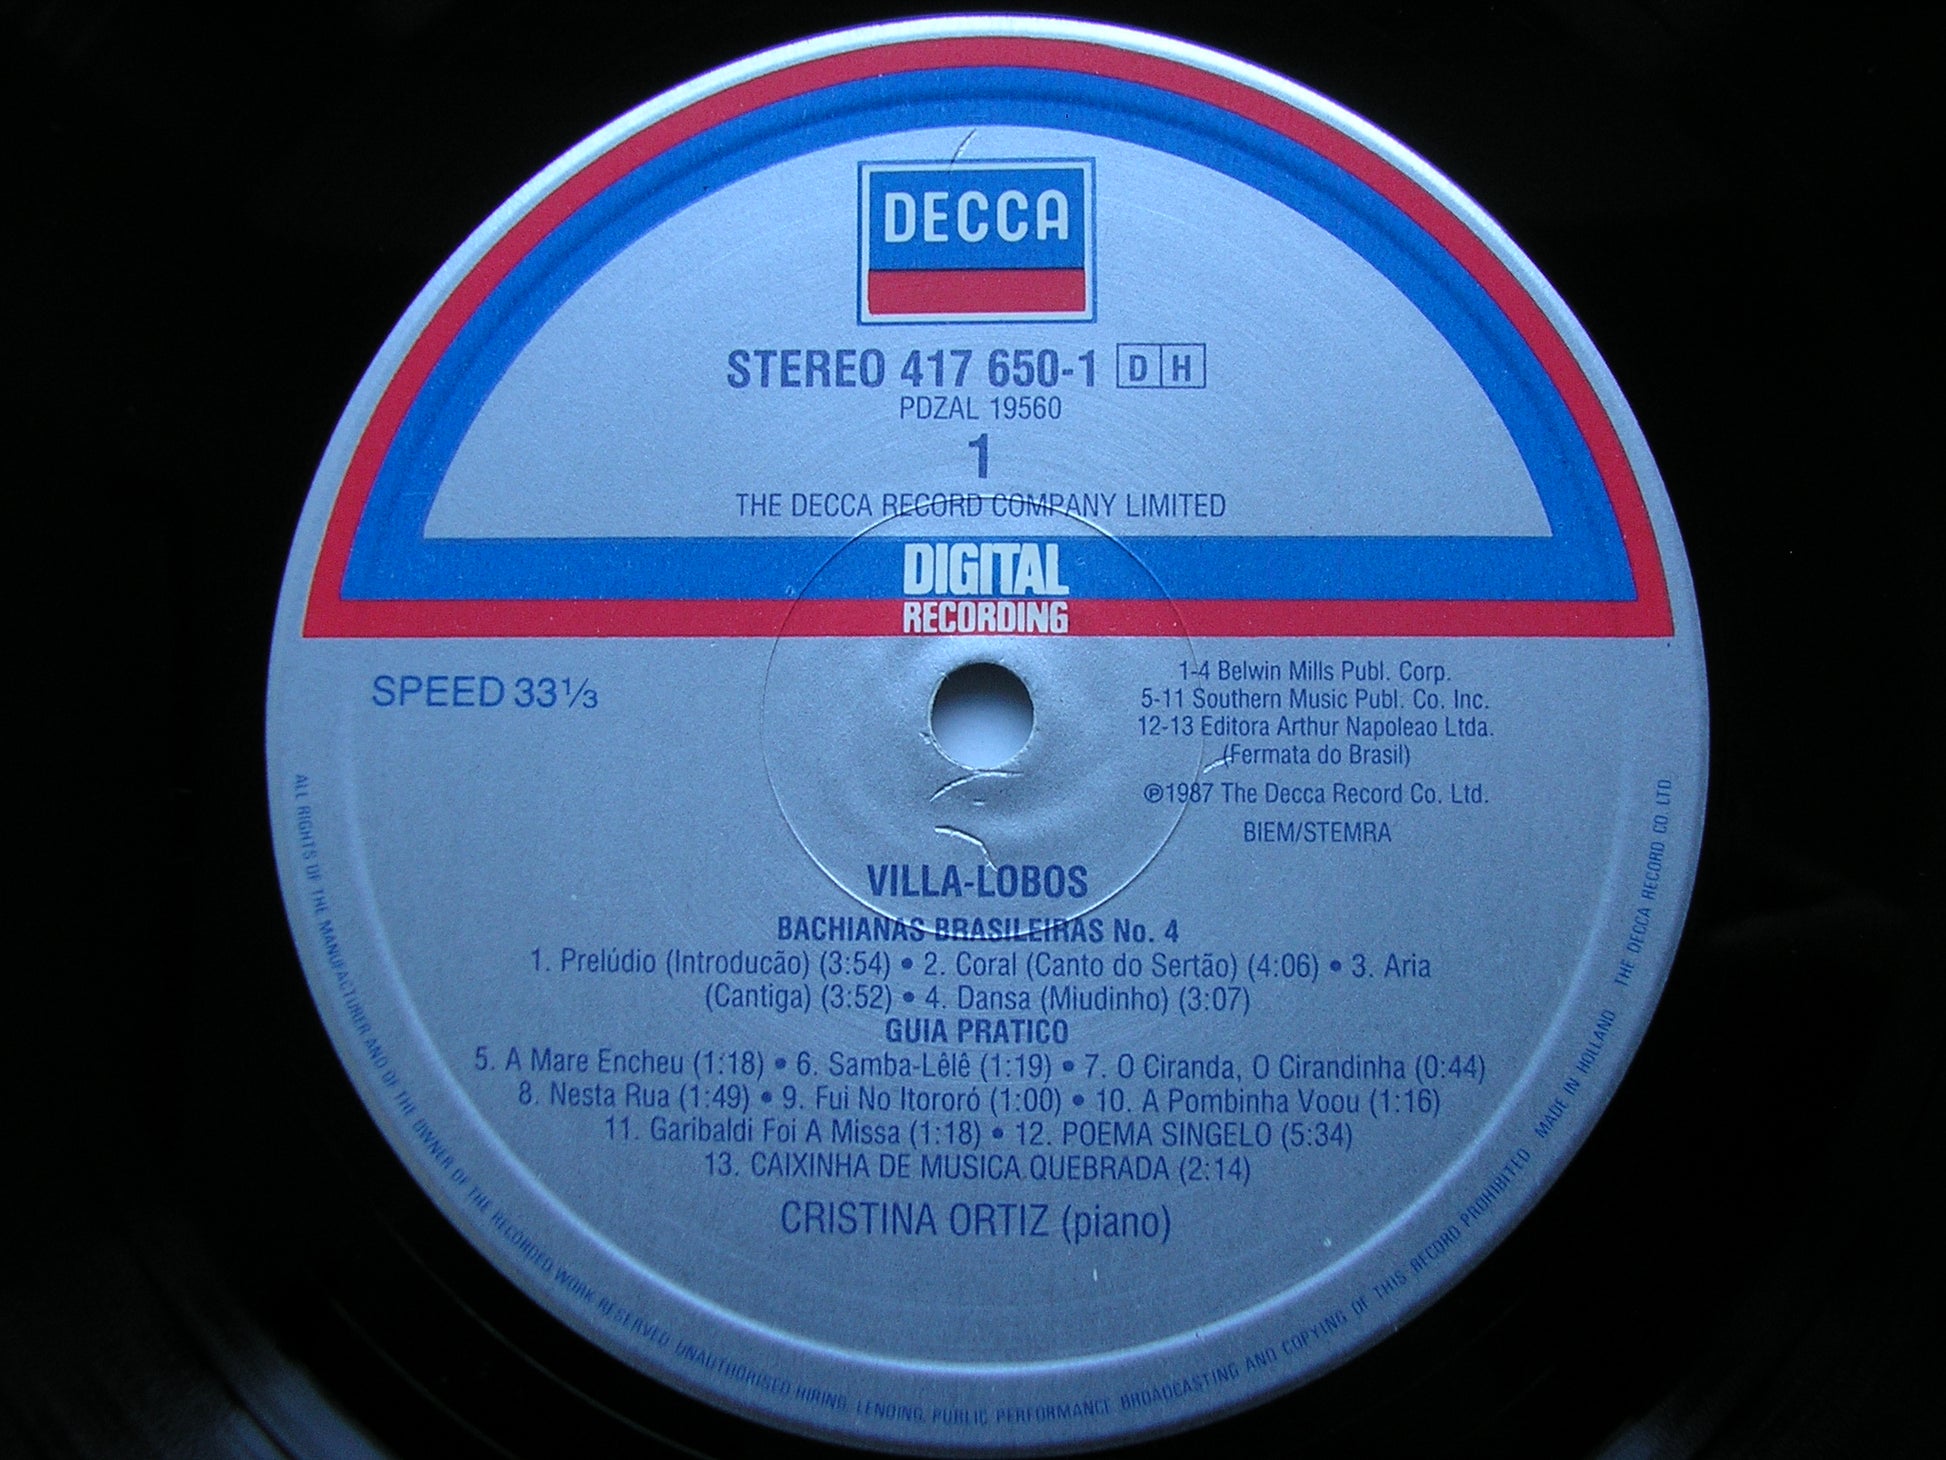 DECCA
STEREO 417 650-1 D H
PDZAL 19560
1
THE DECCA RECORD COMPANY LIMITED
DIGITAL
RECORDING
SPEED 33⅓
1-4 Belwin Mills Publ. Corp.
5-11 Southern Music Publ. Co. Inc.
12-13 Editora Arthur Napoleao Ltda.
(Fermata do Brasil)
℗1987 The Decca Record Co. Ltd.
BIEM/STEMRA
VILLA-LOBOS
BACHIANAS BRASILEIRAS No. 4
1. Prelúdio (Introducão) (3:54) • 2. Coral (Canto do Sertão) (4:06) • 3. Aria
(Cantiga) (3:52) • 4. Dansa (Miudinho) (3:07)
GUIA PRATICO
5. A Mare Encheu (1:18) • 6. Samba-Lêlê (1:19) • 7. O Ciranda, O Cirandinha (0:44)
8. Nesta Rua (1:49) • 9. Fui No Itororó (1:00) • 10. A Pombinha Voou (1:16)
11. Garibaldi Foi A Missa (1:18) • 12. POEMA SINGELO (5:34)
13. CAIXINHA DE MUSICA QUEBRADA (2:14)
CRISTINA ORTIZ (piano)
ALL RIGHTS OF THE MANUFACTURER AND OF THE OWNER OF THE RECORDED WORK RESERVED. UNAUTHORISED HIRING, LENDING, PUBLIC PERFORMANCE, BROADCASTING AND COPYING OF THIS RECORD PROHIBITED MADE IN HOLLAND THE DECCA RECORD CO. LTD